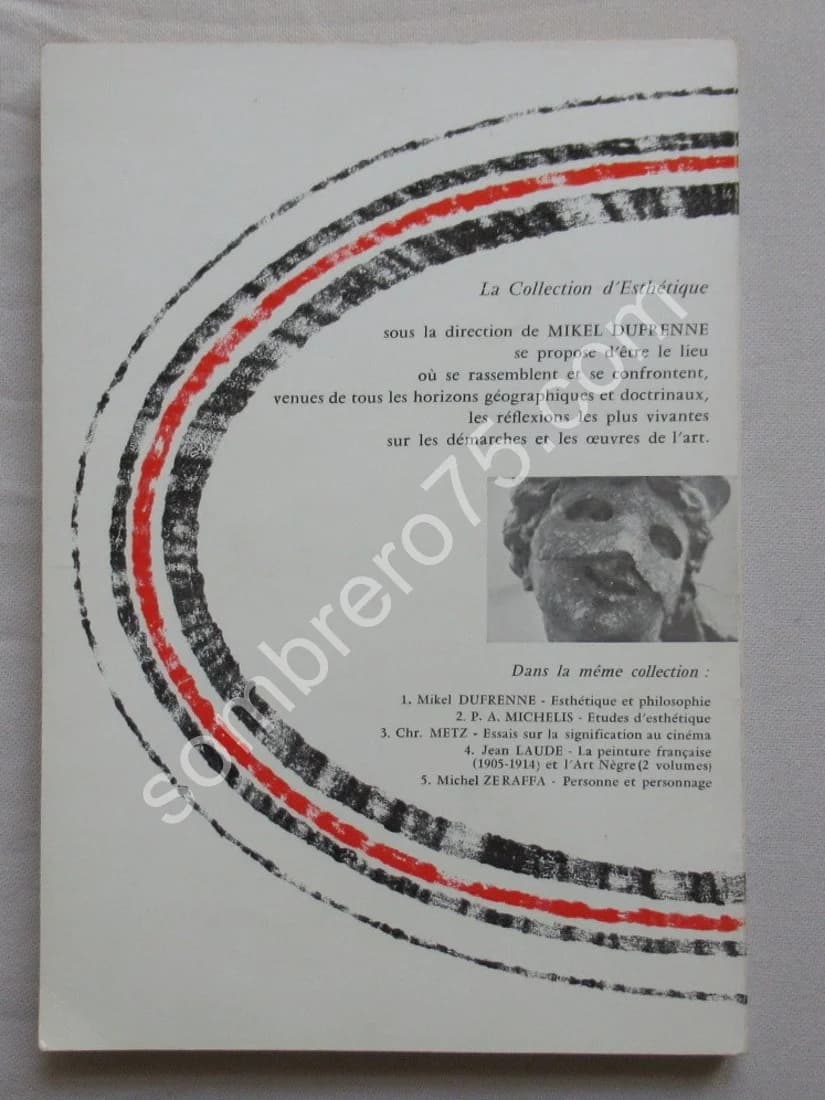 La Collection d'Esthétique
sous la direction de MIKEL DUFRENNE
se propose d'être le lieu
où se rassemblent et se confrontent,
venues de tous les horizons géographiques et doctrinaux,
les réflexions les plus vivantes
sur les démarches et les œuvres de l'art.
Dans la même collection :
1. Mikel DUFRENNE - Esthétique et philosophie
2. P. A. MICHELIS - Etudes d'esthétique
3. Chr. METZ - Essais sur la signification au cinéma
4. Jean LAUDE - La peinture française
(1905-1914) et l'Art Nègre (2 volumes)
5. Michel ZERAFFA - Personne et personnage
sombrero75.com